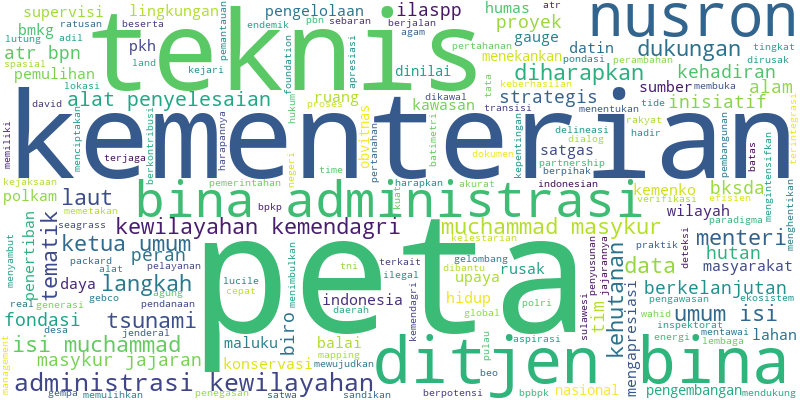 supervisi
lingkungan
pengelolaan
ilaspp
humas
atr
nusron
bmkg
ratusan
beserta
endemik
pbn
sebaran
berjalan
proyek
gauge
lutung
adil
pkh
pemantauan
agam
pertahanan
datin
dukungan
tingkat
atr bpn
teknis
menekankan
pondasi
perambahan
spasial
land
kejari
foundation
apresiasi
dinilai
diharapkan
kehadiran
dirusak
pemulihan
lokasi
tata
keberhasilan
sumber
membuka
alam
david
alat penyelesaian
hukum
proses
ruang
dikawal
strategis
menentukan
inisiatif
memiliki
menciptakan
berkontribusi
harapannya
kawasan
transisi
tide
rakyat
terintegrasi
kementerian
obvitnas
batimetri
kepentingan
delineasi
hadir
dialog
pembangunan
batas
terjaga
negeri
time
pertanahan
dokumen
satgas
partnership
berpihak
kejaksaan
pemerintahan
harapkan
akurat
indonesian
kemenko
bksda
mengintensifkan
polkam
laut
bina administrasi
kuat
verifikasi
efisien
memetakan
bpkp
wilayah
paradigma
menghentikan
seagrass
kewilayahan kemendagri
muchammad masykur
menteri
menyambut
penertiban
tematik
ketua umum
peran
peta
kelestarian
kehutanan
praktik
deteksi
hutan
packard
alat
pelayanan
tni
terkait
gelombang
penyusunan
jajarannya
data
masyarakat
daya
langkah
lucile
menimbulkan
ilegal
dibantu
upaya
rusak
berkelanjutan
real
gebco
agung
cepat
indonesia
kemendagri
hidup
polri
tim
pengawasan
ekosistem
generasi
pendanaan
daerah
global
sulawesi
wahid
umum isi
fondasi
desa
tsunami
jenderal
maluku
biro
balai
pulau
aspirasi
mengapresiasi
inspektorat
mentawai
lahan
isi muchammad
mapping
ditjen bina
energi
lembaga
management
masykur jajaran
konservasi
mewujudkan
beo
administrasi kewilayahan
nasional
pengembangan
gempa
memulihkan
penegasan
satwa
sandikan
berpotensi
bpbpk
mendukung